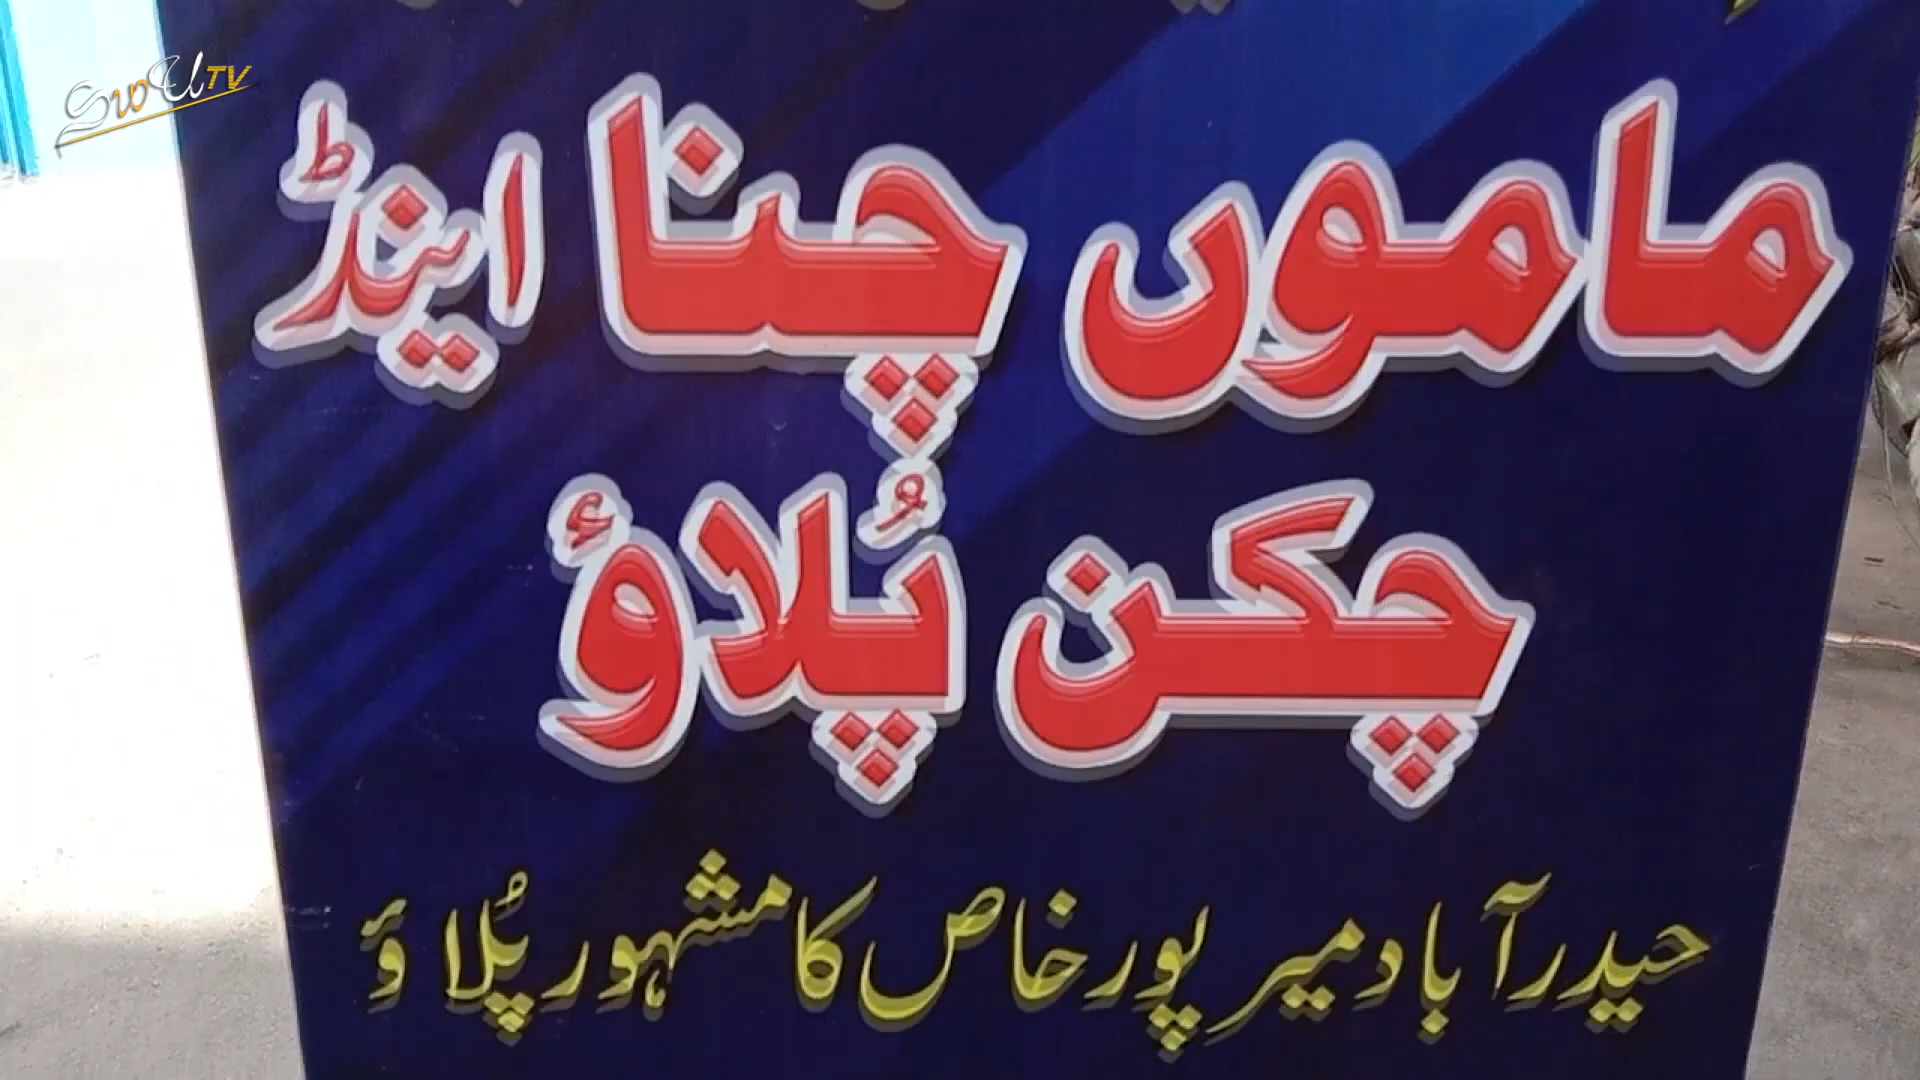 ماموں چنا اینڈ
چکن پُلاؤ
حیدرآباد میرپورخاص کا مشہور پُلاؤ